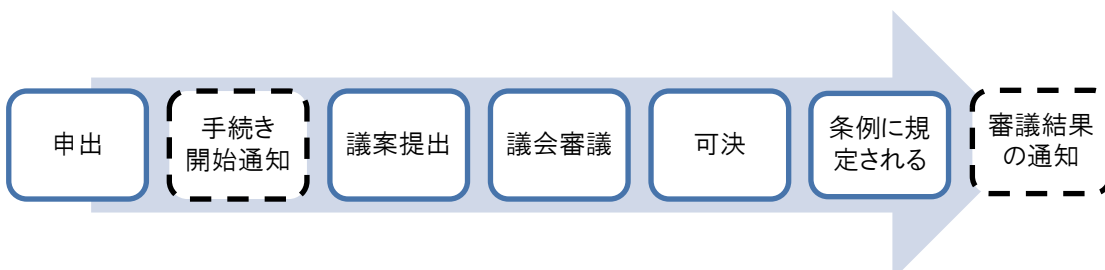 申出
手続き
開始通知
議案提出
議会審議
可決
条例に規
定される
審議結果
の通知